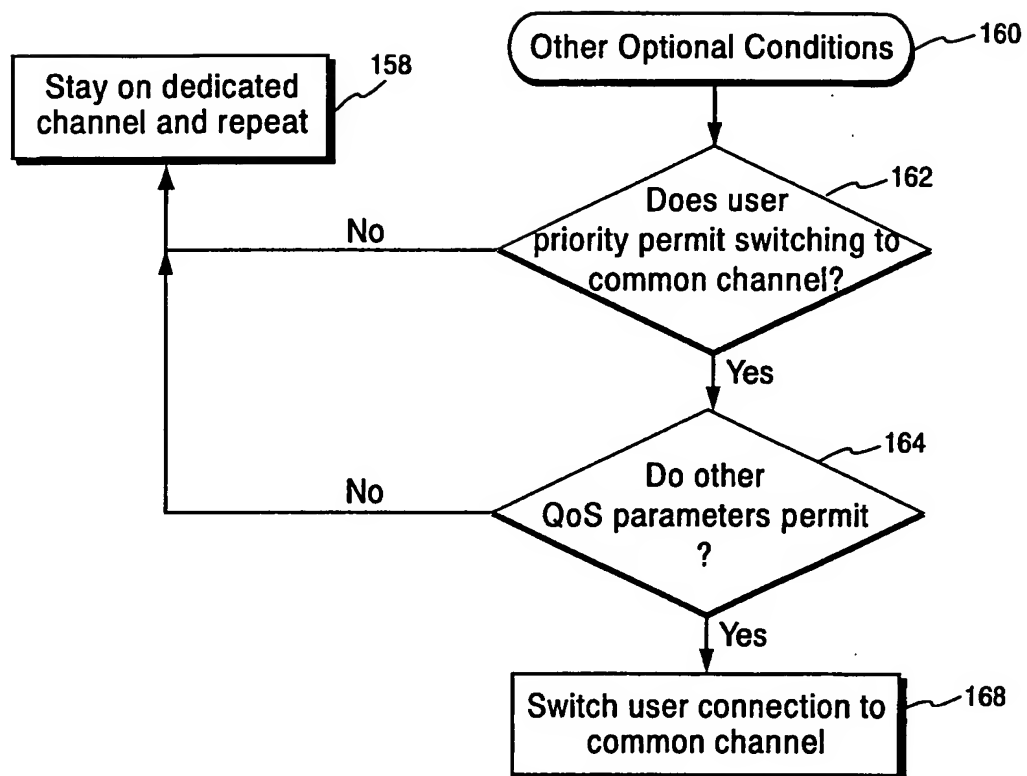 Other Optional Conditions
160
Stay on dedicated
channel and repeat
158
Does user
priority permit switching to
common channel?
162
No
Yes
Do other
QoS parameters permit
?
164
No
Yes
Switch user connection to
common channel
168